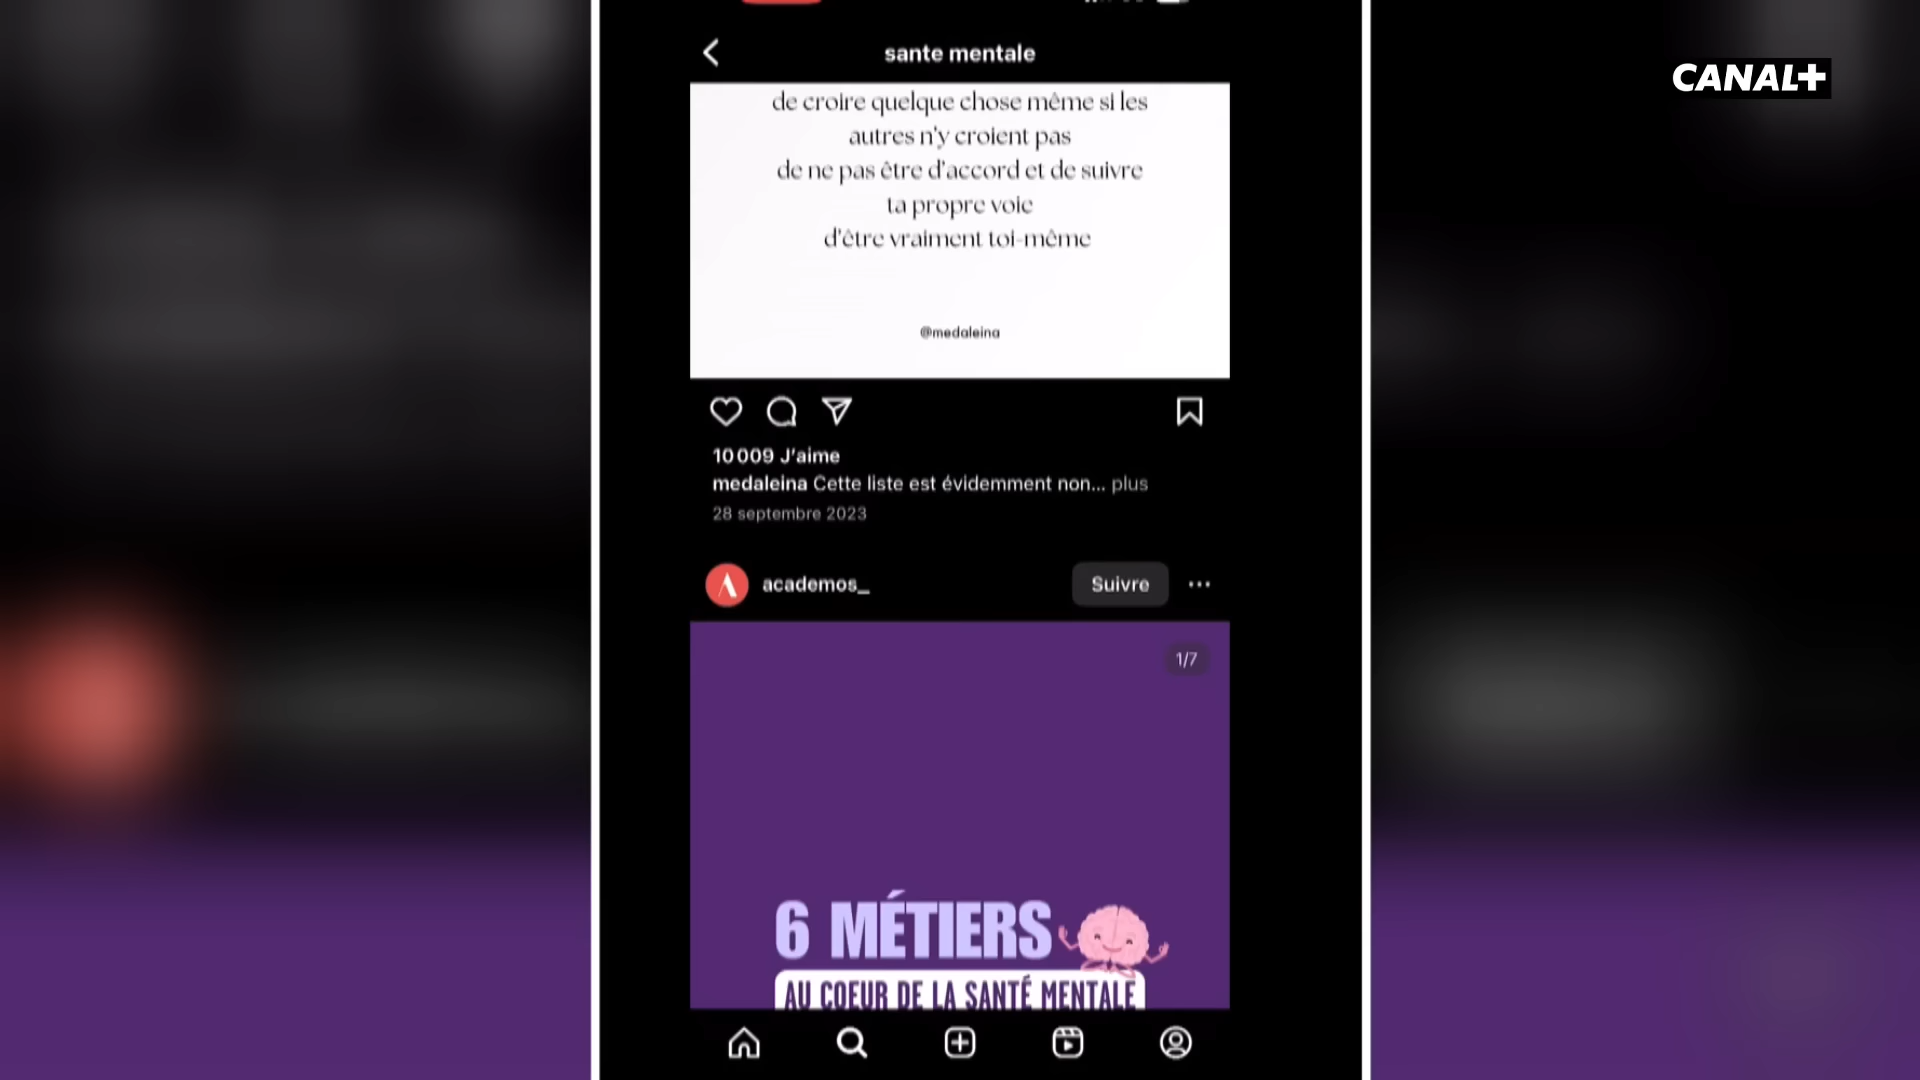 sante mentale
CANAL+
de croire quelque chose même si les
autres n'y croient pas
de ne pas être d'accord et de suivre
ta propre voie
d'être vraiment toi-même
@medaleina
10 009 J'aime
medaleina Cette liste est évidemment non... plus
28 septembre 2023
academos_
Suivre
1/7
6 MÉTIERS
AU COEUR DE LA SANTÉ MENTALE